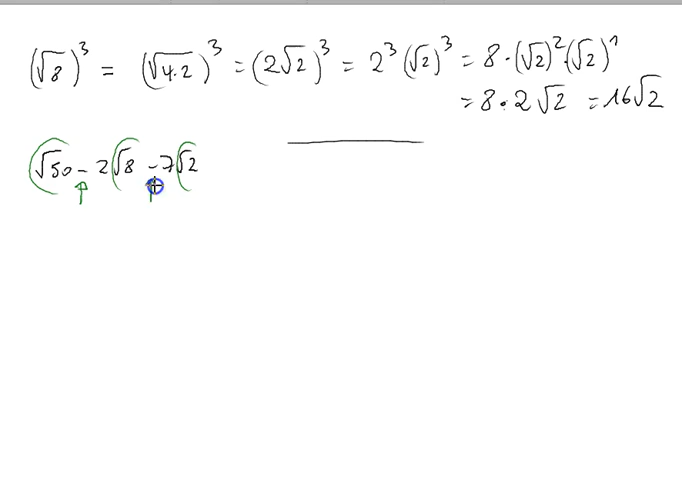 (√8)³ = (√4·2)³ = (2√2)³ = 2³(√2)³ = 8·(√2)²(√2)¹
= 8·2√2 = 16√2
√50 - 2√8 - 7√2